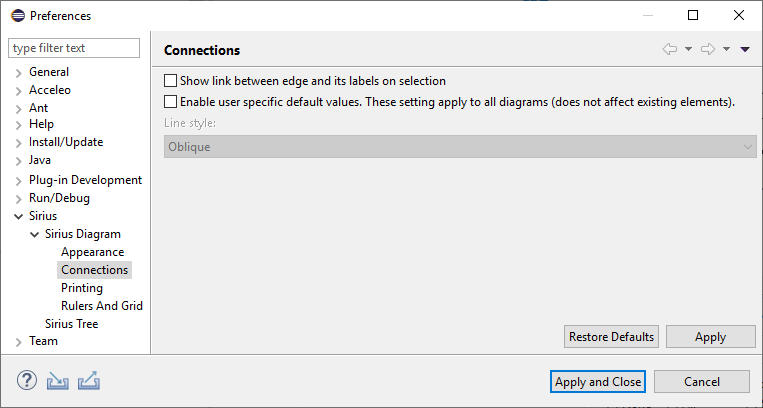 Preferences
type filter text
General
Acceleo
Ant
Help
Install/Update
Java
Plug-in Development
Run/Debug
Sirius
Sirius Diagram
Appearance
Connections
Printing
Rulers And Grid
Sirius Tree
Team
Connections
Show link between edge and its labels on selection
Enable user specific default values. These setting apply to all diagrams (does not affect existing elements).
Line style:
Oblique
Restore Defaults
Apply
Apply and Close
Cancel